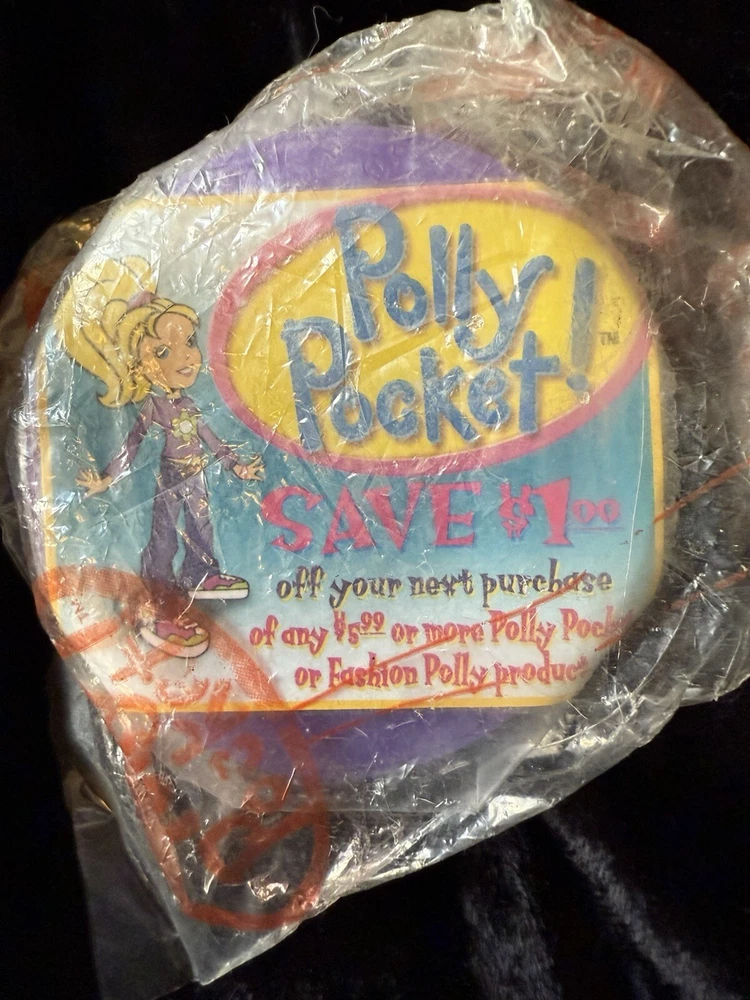 Polly
Pocket! TM
SAVE $1.00
off your next purchase
of any $5.99 or more Polly Pocket
or Fashion Polly product